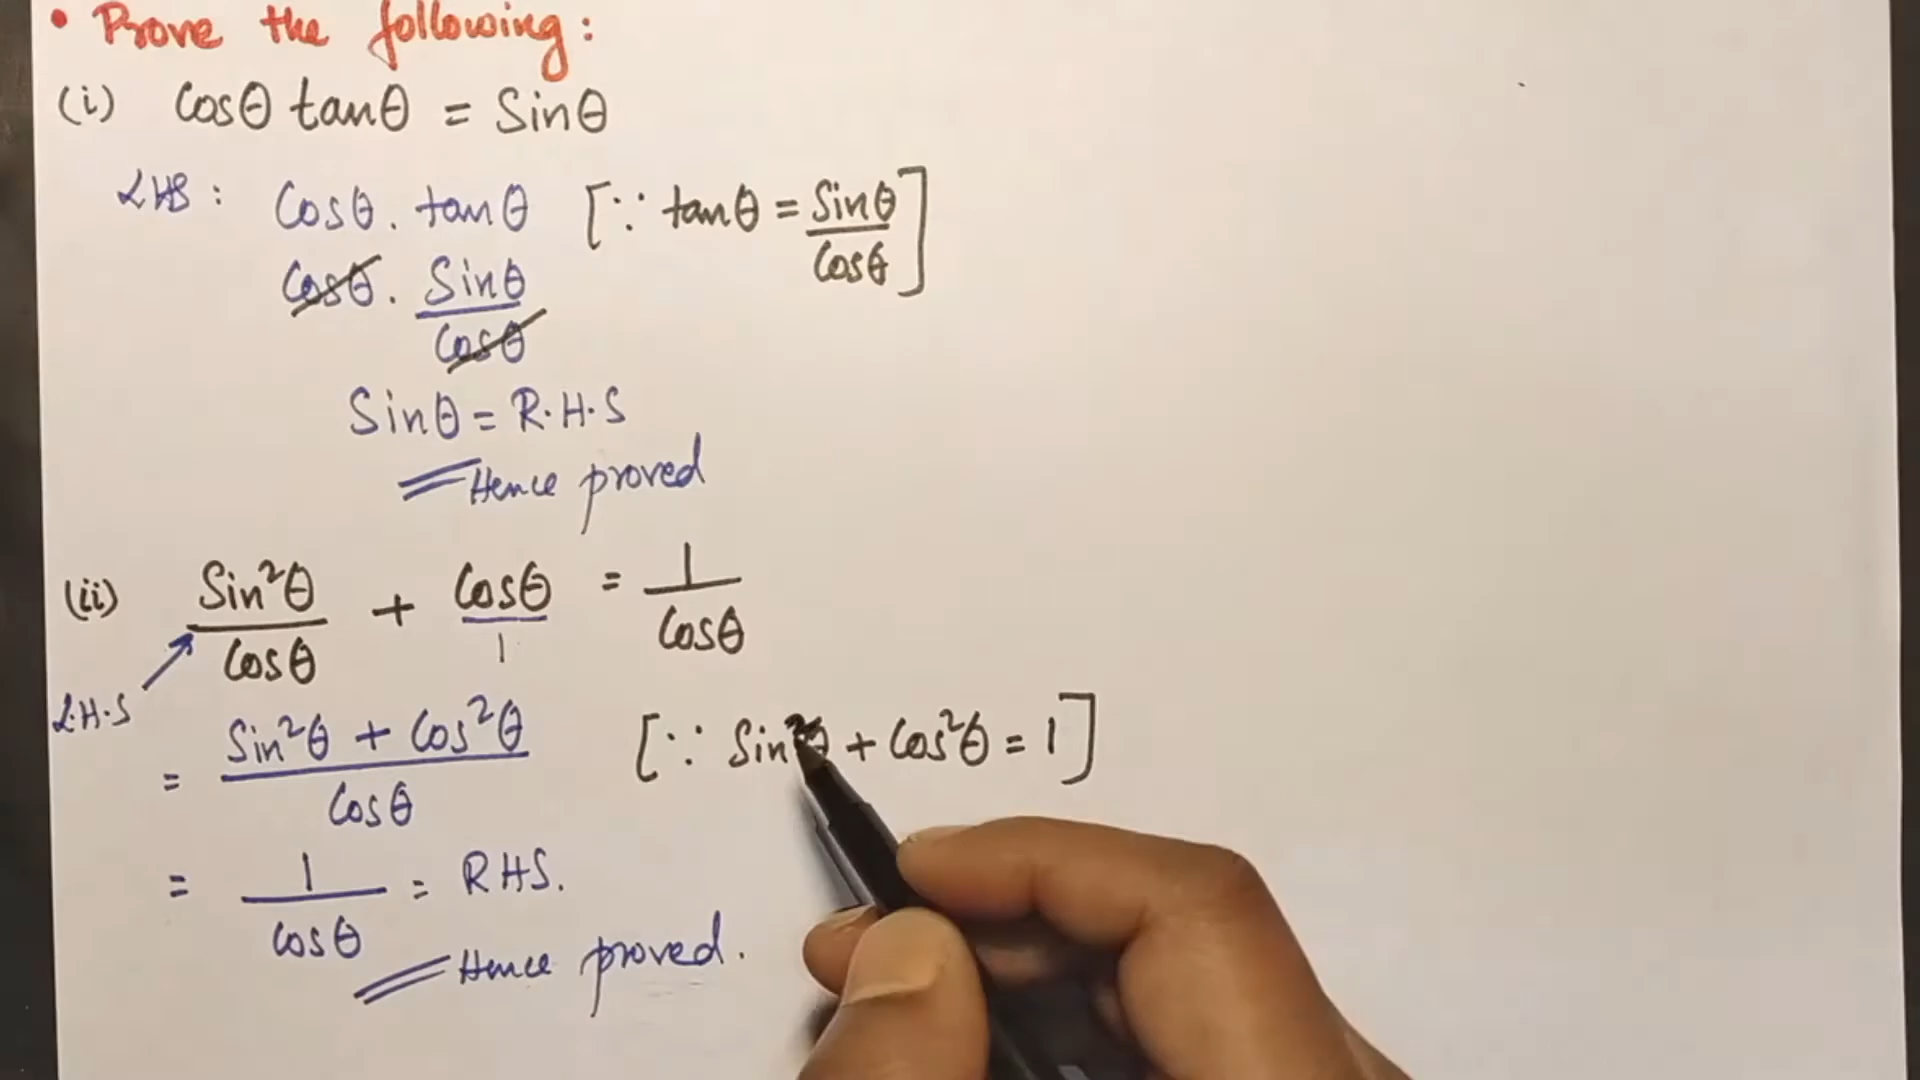 • Prove the following:
(i) Cosθ tanθ = Sinθ
LHS : Cosθ . tanθ [∵ tanθ = Sinθ / Cosθ]
Cosθ . Sinθ / Cosθ
Sinθ = R.H.S
Hence proved
(ii) Sin²θ / Cosθ + Cosθ / 1 = 1 / Cosθ
L.H.S
= Sin²θ + Cos²θ / Cosθ [∵ Sin²θ + Cos²θ = 1]
= 1 / Cosθ = RHS.
Hence proved.